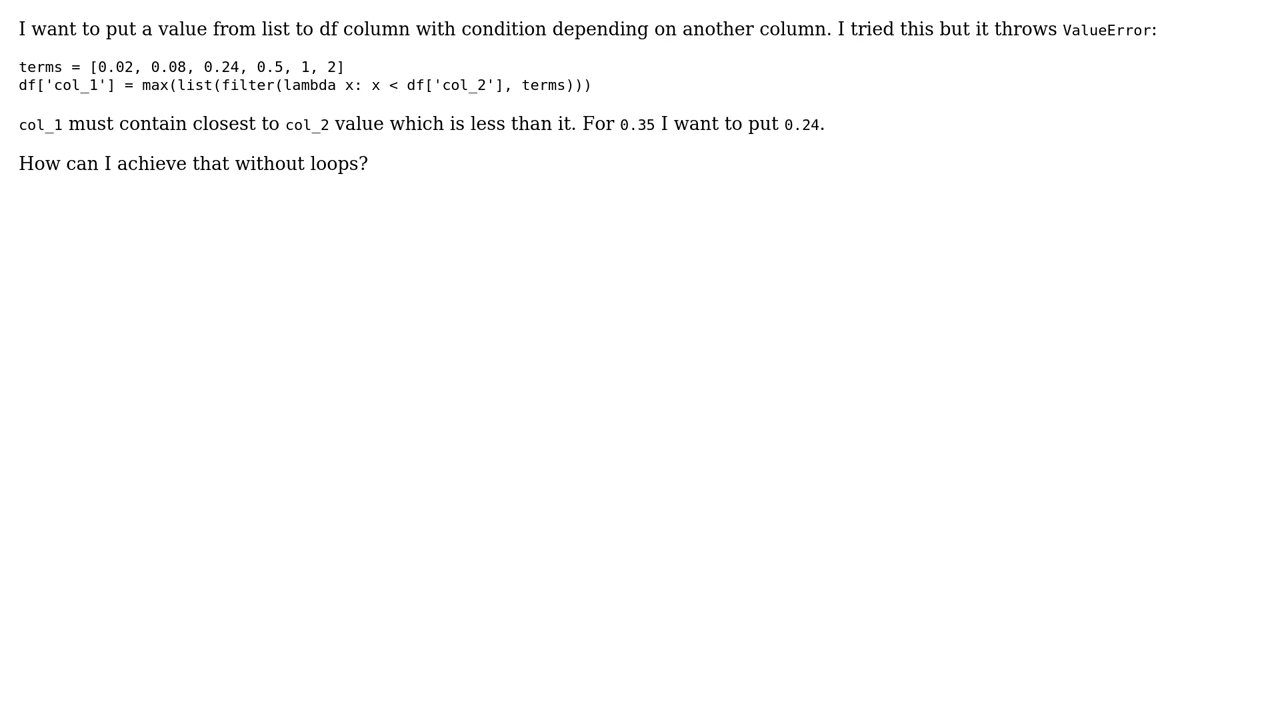 I want to put a value from list to df column with condition depending on another column. I tried this but it throws ValueError:
terms = [0.02, 0.08, 0.24, 0.5, 1, 2]
df['col_1'] = max(list(filter(lambda x: x < df['col_2'], terms)))
col_1 must contain closest to col_2 value which is less than it. For 0.35 I want to put 0.24.
How can I achieve that without loops?